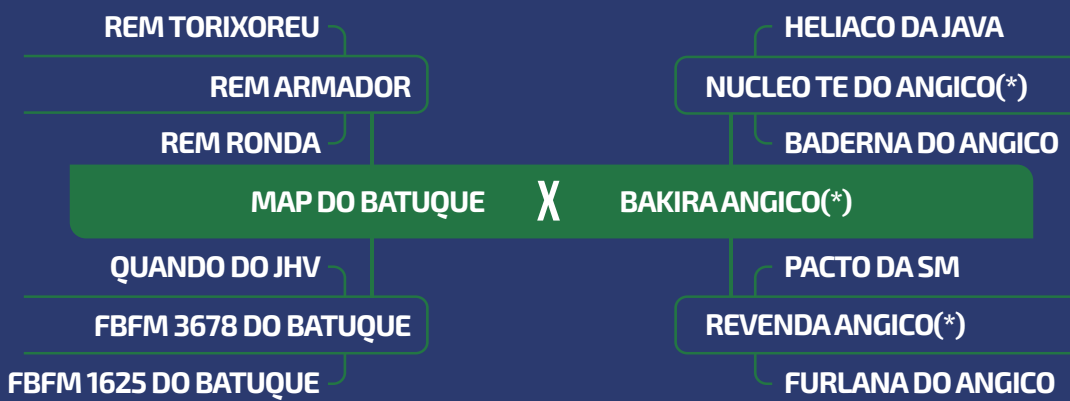 REM TORIXOREU
HELIACO DA JAVA
REM ARMADOR
NUCLEO TE DO ANGICO(*)
REM RONDA
BADERNA DO ANGICO
MAP DO BATUQUE X BAKIRA ANGICO(*)
QUANDO DO JHV
PACTO DA SM
FBFM 3678 DO BATUQUE
REVENDA ANGICO(*)
FBFM 1625 DO BATUQUE
FURLANA DO ANGICO